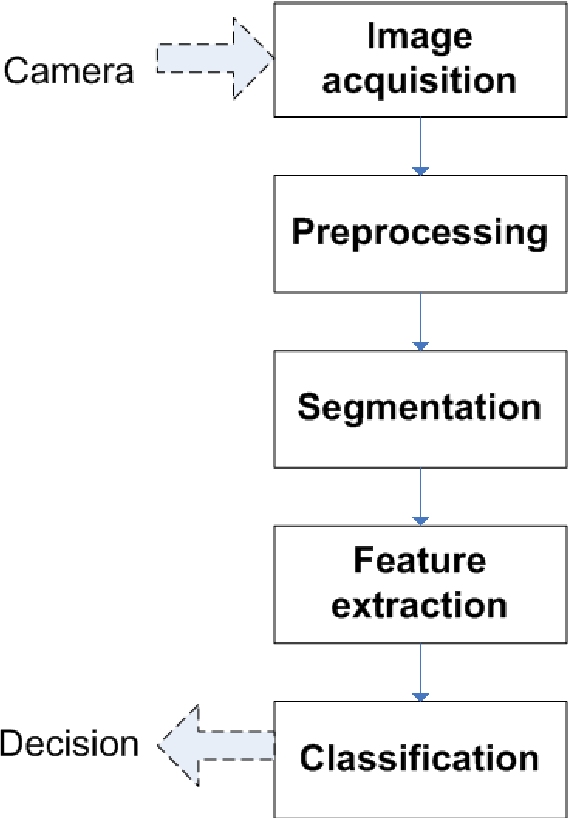 Camera
Image
acquisition
Preprocessing
Segmentation
Feature
extraction
Classification
Decision